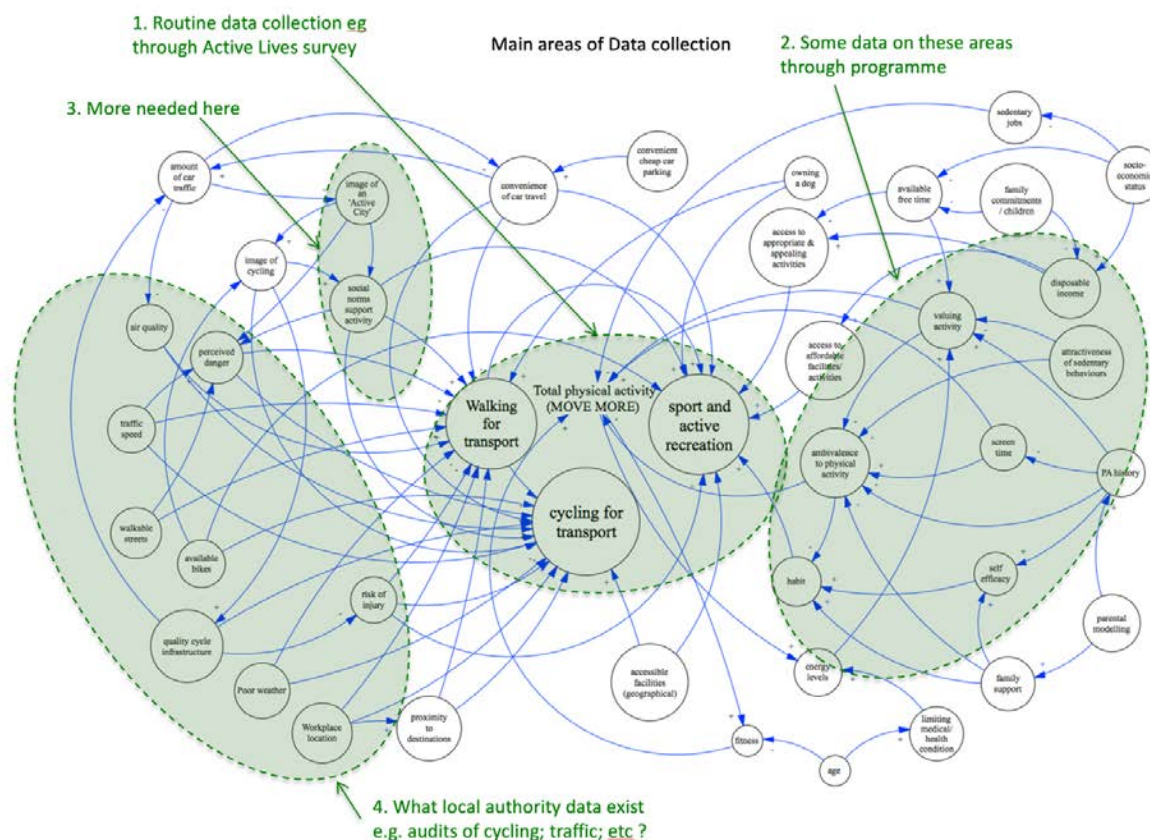 1. Routine data collection eg
through Active Lives survey
Main areas of Data collection
2. Some data on these areas
through programme
3. More needed here
sedentary
jobs
convenient
cheap car
parking
amount
of car
traffic
image of
an
'Active
City'
convenience
of car travel
owning
a dog
available
free time
family
commitments
/ children
socio-
economic
status
access to
appropriate &
appealing
activities
image of
cycling
social
norms
support
activity
disposable
income
valuing
activity
air quality
perceived
danger
access to
affordable
facilities/
activities
attractiveness
of sedentary
behaviours
Total physical activity
(MOVE MORE)
Walking
for
transport
sport and
active
recreation
traffic
speed
screen
time
ambivalence
to physical
activity
PA history
cycling for
transport
walkable
streets
available
bikes
self
efficacy
habit
risk of
injury
quality cycle
infrastructure
parental
modelling
energy
levels
family
support
accessible
facilities
(geographical)
Poor weather
Workplace
location
proximity
to
destinations
fitness
limiting
medical/
health
condition
age
4. What local authority data exist
e.g. audits of cycling; traffic; etc ?